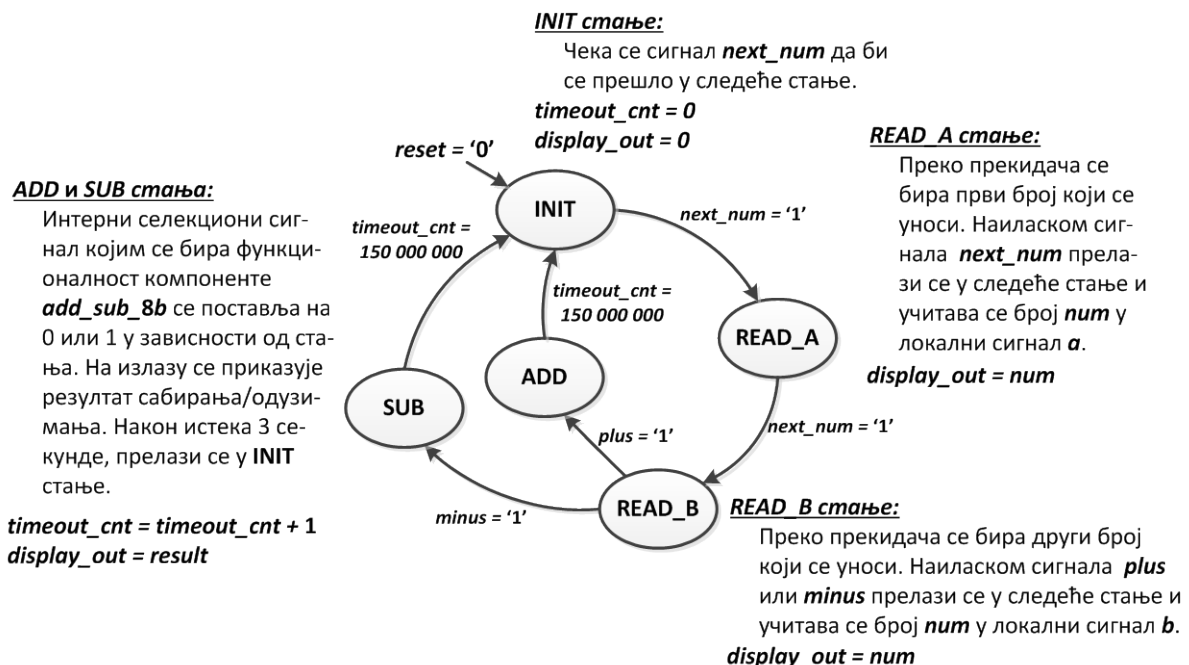 INIT стање:
Чека се сигнал next_num да би
се прешло у следеће стање.
timeout_cnt = 0
display_out = 0
reset = ‘0’
INIT
next_num = ‘1’
READ_A стање:
Преко прекидача се
бира први број који се
уноси. Наиласком сиг-
нала next_num прела-
зи се у следеће стање и
учитава се број num у
локални сигнал a.
display_out = num
ADD и SUB стања:
Интерни селекциони сиг-
нал којим се бира функци-
оналност компоненте
add_sub_8b се поставља на
0 или 1 у зависности од ста-
ња. На излазу се приказује
резултат сабирања/одузи-
мања. Након истека 3 се-
кунде, прелази се у INIT
стање.
timeout_cnt = timeout_cnt + 1
display_out = result
timeout_cnt =
150 000 000
timeout_cnt =
150 000 000
READ_A
ADD
SUB
next_num = ‘1’
plus = ‘1’
minus = ‘1’
READ_B
READ_B стање:
Преко прекидача се бира други број
који се уноси. Наиласком сигнала plus
или minus прелази се у следеће стање и
учитава се број num у локални сигнал b.
display_out = num